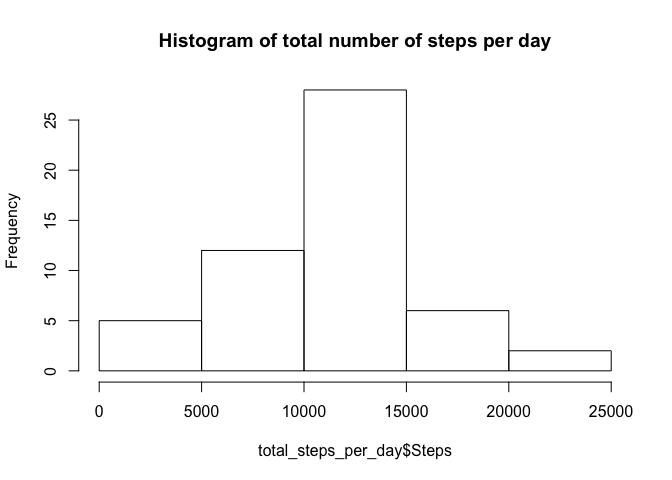 Histogram of total number of steps per day
Frequency
25
20
15
10
5
0
0 5000 10000 15000 20000 25000
total_steps_per_day$Steps